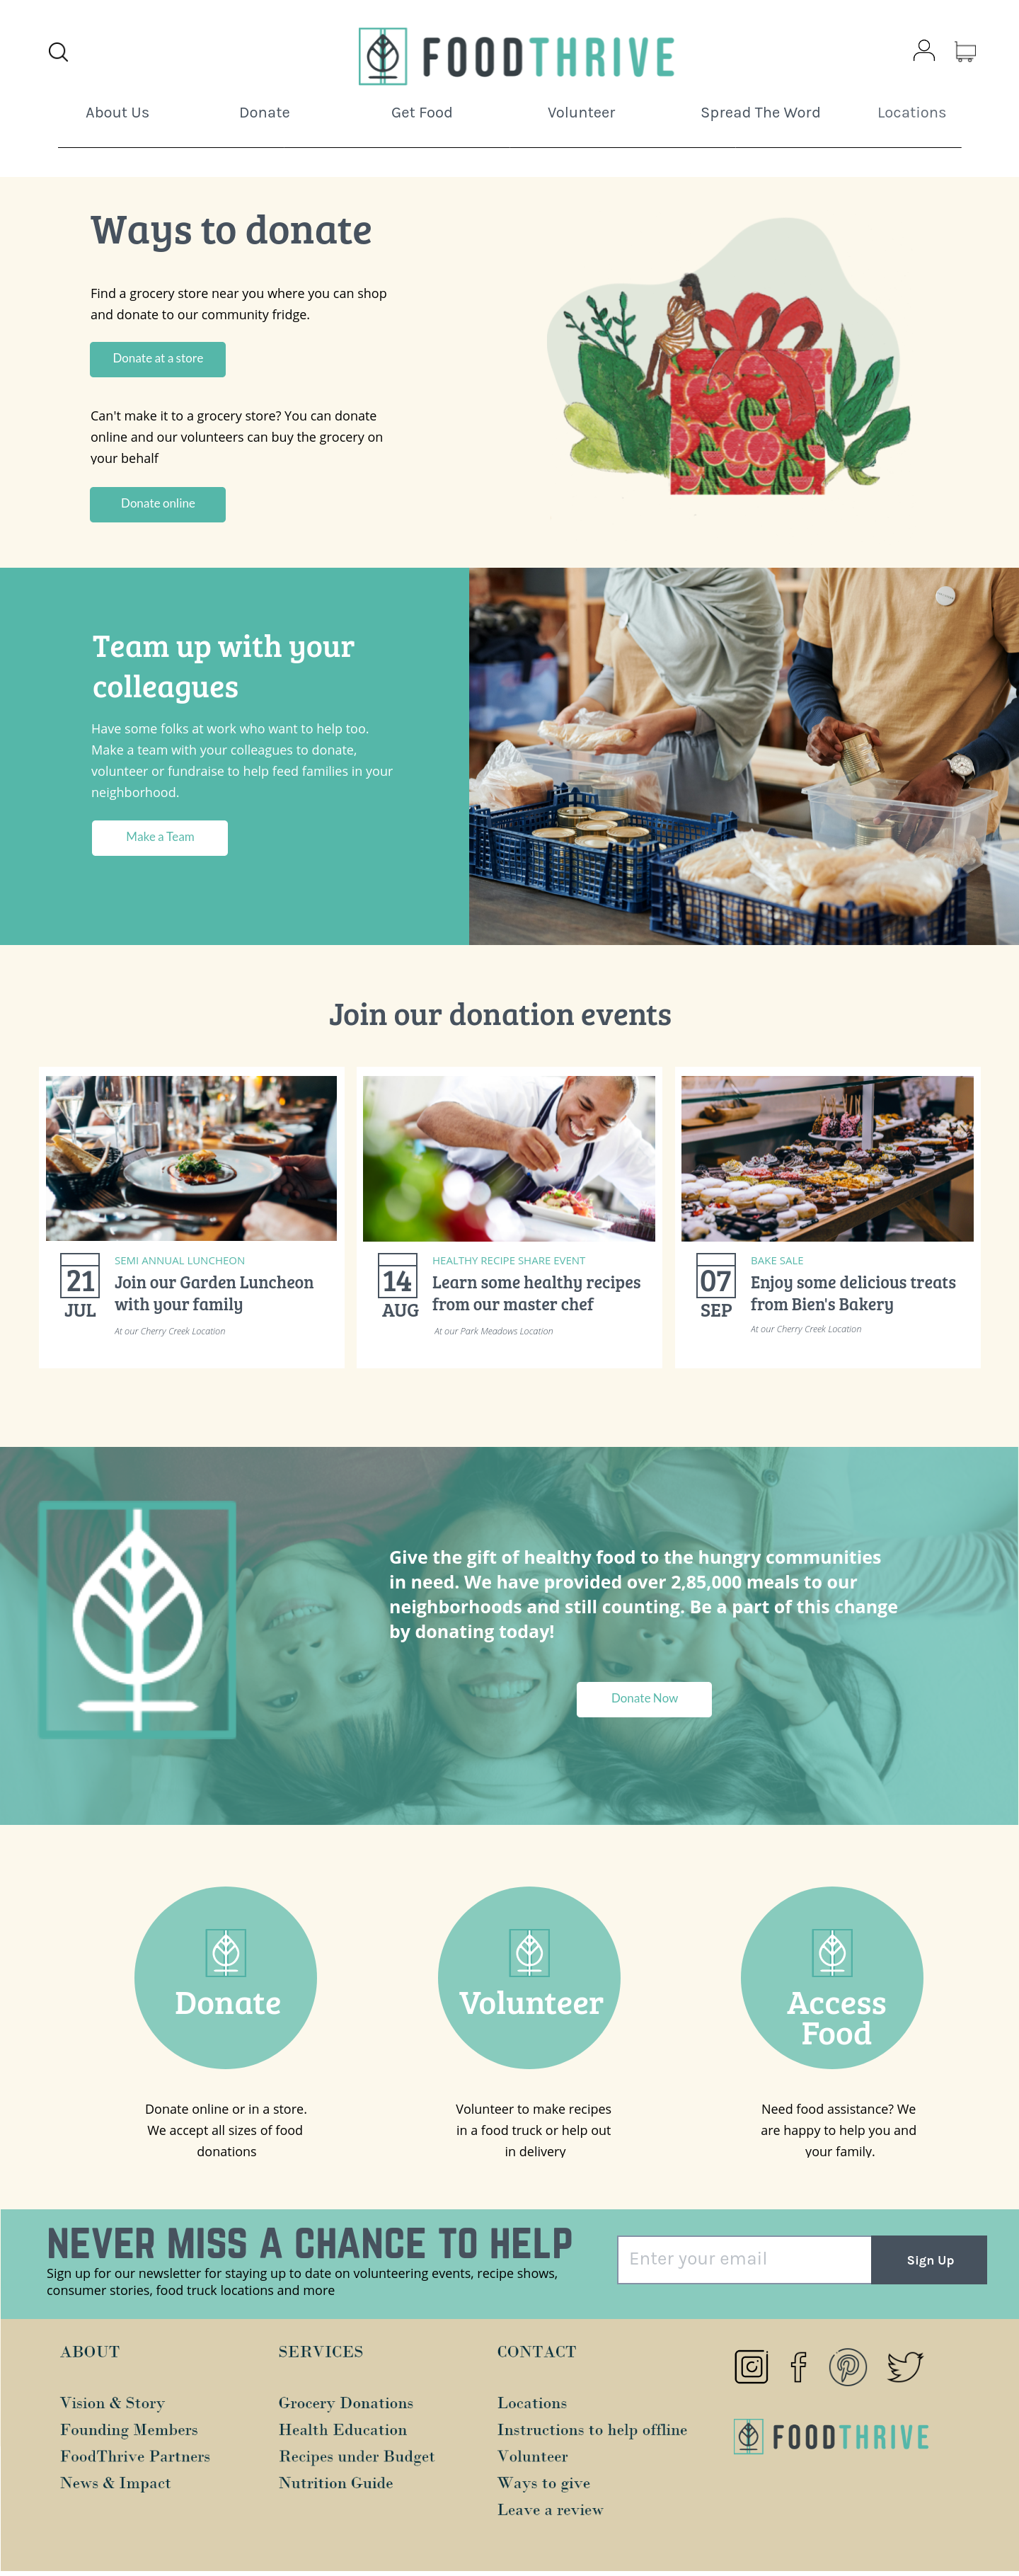 FOODTHRIVE
About Us Donate Get Food Volunteer Spread The Word Locations
Ways to donate
Find a grocery store near you where you can shop
and donate to our community fridge.
Donate at a store
Can't make it to a grocery store? You can donate
online and our volunteers can buy the grocery on
your behalf
Donate online
Team up with your
colleagues
Have some folks at work who want to help too.
Make a team with your colleagues to donate,
volunteer or fundraise to help feed families in your
neighborhood.
Make a Team
Join our donation events
21
JUL
SEMI ANNUAL LUNCHEON
Join our Garden Luncheon
with your family
At our Cherry Creek Location
14
AUG
HEALTHY RECIPE SHARE EVENT
Learn some healthy recipes
from our master chef
At our Park Meadows Location
07
SEP
BAKE SALE
Enjoy some delicious treats
from Bien's Bakery
At our Cherry Creek Location
Give the gift of healthy food to the hungry communities
in need. We have provided over 2,85,000 meals to our
neighborhoods and still counting. Be a part of this change
by donating today!
Donate Now
Donate
Donate online or in a store.
We accept all sizes of food
donations
Volunteer
Volunteer to make recipes
in a food truck or help out
in delivery
Access
Food
Need food assistance? We
are happy to help you and
your family.
NEVER MISS A CHANCE TO HELP
Sign up for our newsletter for staying up to date on volunteering events, recipe shows,
consumer stories, food truck locations and more
Enter your email
Sign Up
ABOUT
Vision & Story
Founding Members
FoodThrive Partners
News & Impact
SERVICES
Grocery Donations
Health Education
Recipes under Budget
Nutrition Guide
CONTACT
Locations
Instructions to help offline
Volunteer
Ways to give
Leave a review
FOODTHRIVE